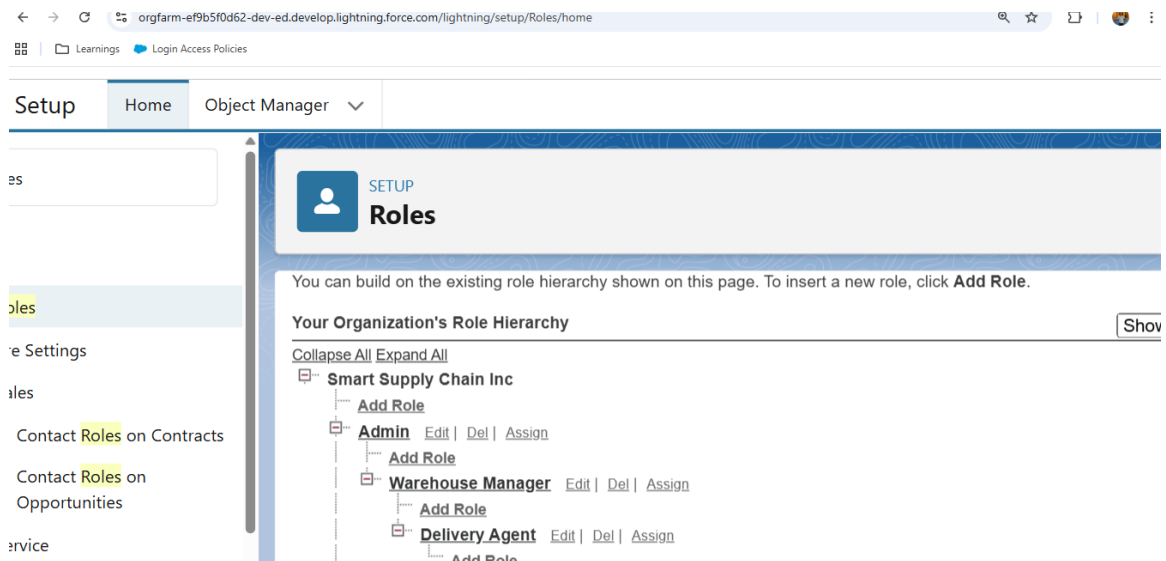 orgfarm-ef9b5f0d62-dev-ed.develop.lightning.force.com/lightning/setup/Roles/home
Learnings Login Access Policies
Setup Home Object Manager
es
SETUP
Roles
You can build on the existing role hierarchy shown on this page. To insert a new role, click Add Role.
oles
Your Organization's Role Hierarchy
Show
re Settings
Collapse All Expand All
Smart Supply Chain Inc
ales
Add Role
Admin Edit | Del | Assign
Contact Roles on Contracts
Add Role
Contact Roles on
Opportunities
Warehouse Manager Edit | Del | Assign
Add Role
Delivery Agent Edit | Del | Assign
ervice
Add Role